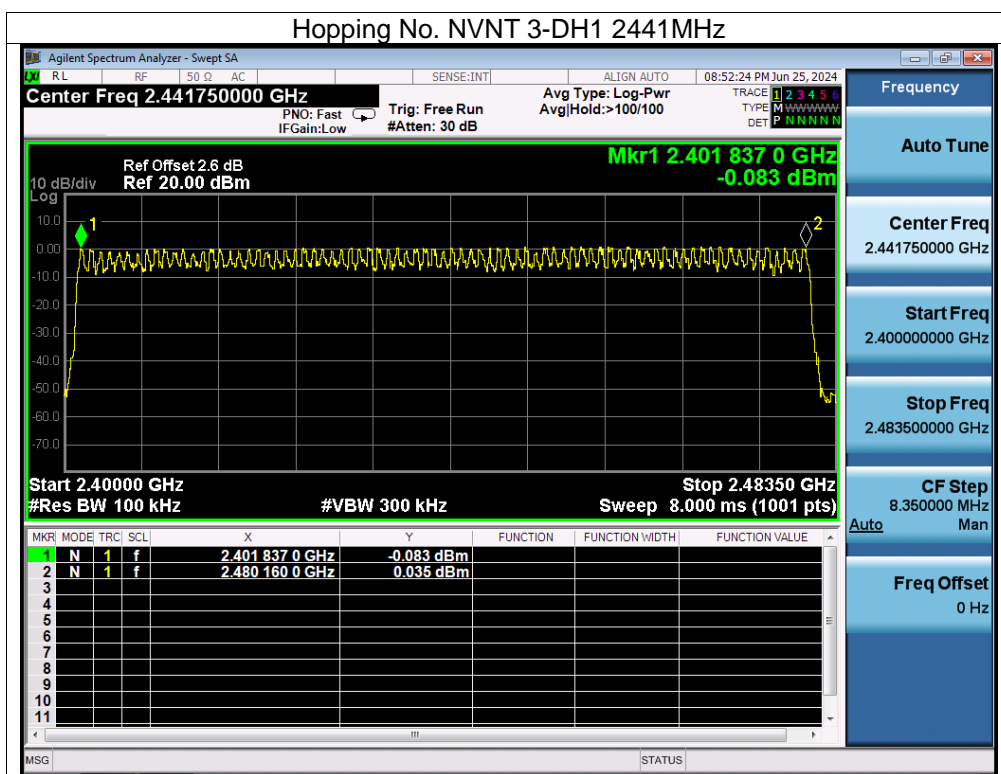 Hopping No. NVNT 3-DH1 2441MHz
Agilent Spectrum Analyzer - Swept SA
LXI RL RF 50 Ω AC SENSE:INT ALIGN AUTO 08:52:24 PM Jun 25, 2024
Center Freq 2.441750000 GHz
PNO: Fast
IFGain:Low
Trig: Free Run
#Atten: 30 dB
Avg Type: Log-Pwr
Avg|Hold:>100/100
TRACE 1 2 3 4 5 6
TYPE M WWWWW
DET P N N N N N
Ref Offset 2.6 dB
Ref 20.00 dBm
10 dB/div
Log
Mkr1 2.401 837 0 GHz
-0.083 dBm
10.0
0.00
-10.0
-20.0
-30.0
-40.0
-50.0
-60.0
-70.0
1
2
Start 2.40000 GHz
Stop 2.48350 GHz
#Res BW 100 kHz
#VBW 300 kHz
Sweep 8.000 ms (1001 pts)
MKR MODE TRC SCL X Y FUNCTION FUNCTION WIDTH FUNCTION VALUE
1 N 1 f 2.401 837 0 GHz -0.083 dBm
2 N 1 f 2.480 160 0 GHz 0.035 dBm
3
4
5
6
7
8
9
10
11
MSG
STATUS
Frequency
Auto Tune
Center Freq
2.441750000 GHz
Start Freq
2.400000000 GHz
Stop Freq
2.483500000 GHz
CF Step
8.350000 MHz
Auto Man
Freq Offset
0 Hz